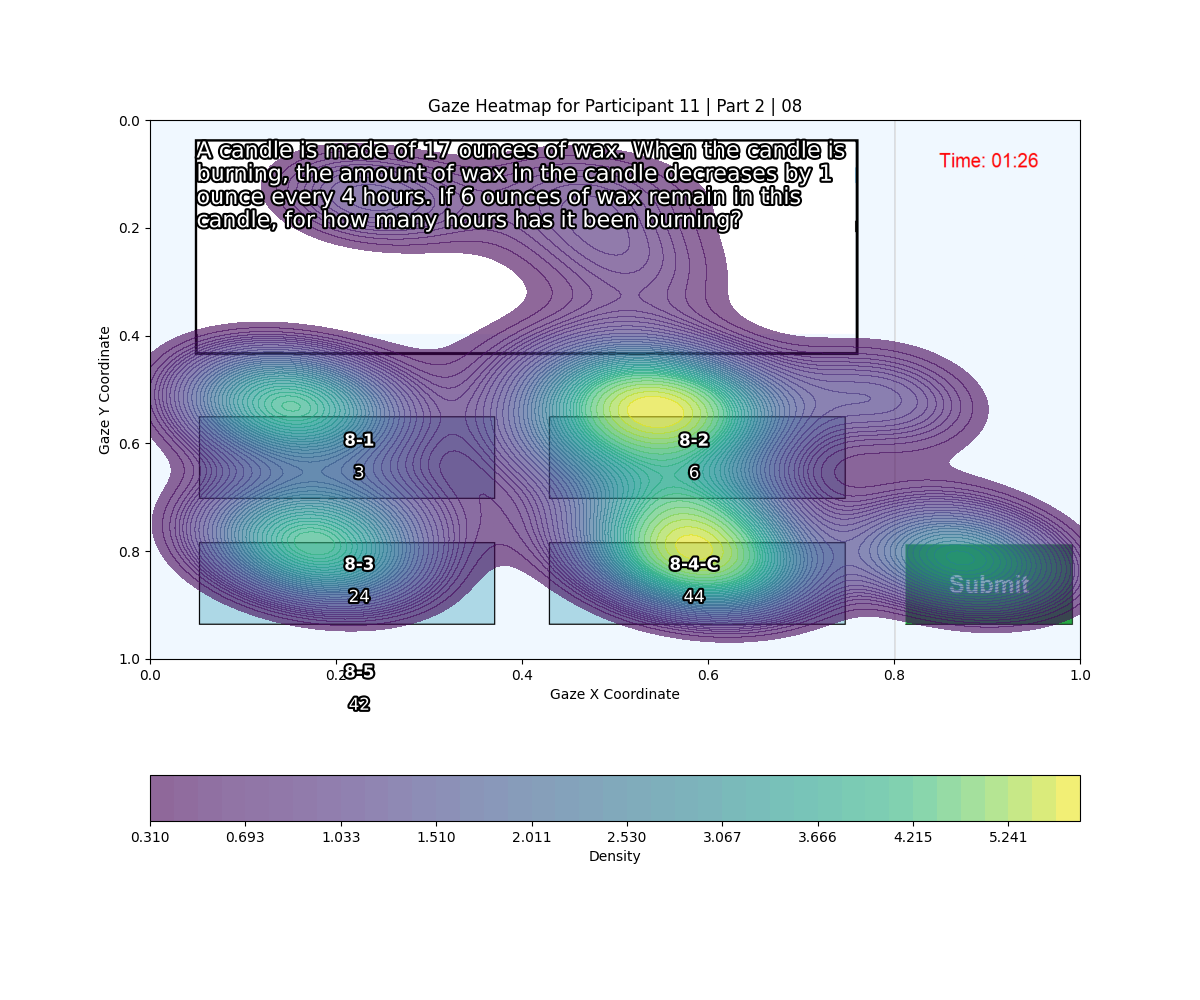 Gaze Heatmap for Participant 11 | Part 2 | 08
A candle is made of 17 ounces of wax. When the candle is
burning, the amount of wax in the candle decreases by 1
ounce every 4 hours. If 6 ounces of wax remain in this
candle, for how many hours has it been burning?
Time: 01:26
0.0
0.2
0.4
0.6
0.8
1.0
Gaze Y Coordinate
8-1
3
8-2
6
8-3
24
8-4-C
44
Submit
8-5
42
0.0
0.2
0.4
0.6
0.8
1.0
Gaze X Coordinate
0.310
0.693
1.033
1.510
2.011
2.530
3.067
3.666
4.215
5.241
Density